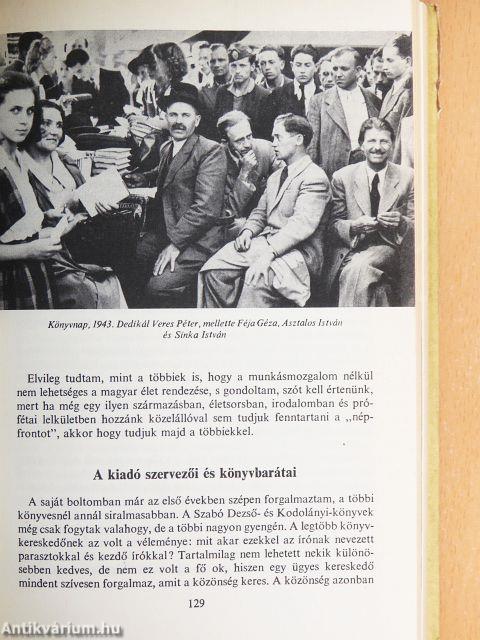 Könyvnap, 1943. Dedikál Veres Péter, mellette Féja Géza, Asztalos István
és Sinka István
Elvileg tudtam, mint a többiek is, hogy a munkásmozgalom nélkül
nem lehetséges a magyar élet rendezése, s gondoltam, szót kell értenünk,
mert ha még egy ilyen származásban, életsorsban, irodalomban és pró-
fétai lelkületben hozzánk közelállóval sem tudjuk fenntartani a „nép-
frontot”, akkor hogy tudjuk majd a többiekkel.
A kiadó szervezői és könyvbarátai
A saját boltomban már az első években szépen forgalmaztam, a többi
könyvesnél annál siralmasabban. A Szabó Dezső- és Kodolányi-könyvek
még csak fogytak valahogy, de a többi nagyon gyengén. A legtöbb könyv-
kereskedőnek az volt a véleménye: mit akar ezekkel az írónak nevezett
parasztokkal és kezdő írókkal? Tartalmilag nem lehetett nekik különö-
sebben kedves, de nem ez volt a fő ok, hiszen egy ügyes kereskedő
mindent szívesen forgalmaz, amit a közönség keres. A közönség azonban
129
Antikvárium.hu